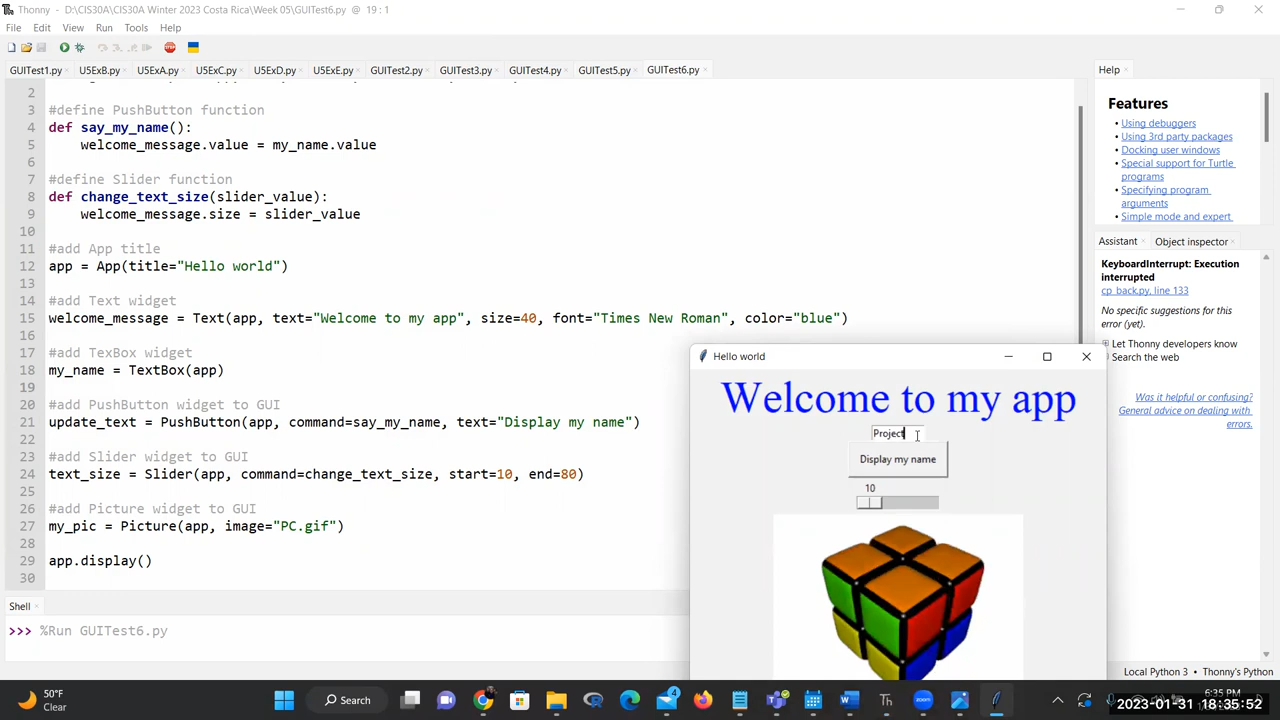 Thonny - D:\CIS30A\CIS30A Winter 2023 Costa Rica\Week 05\GUITest6.py @ 19 : 1
File Edit View Run Tools Help
GUITest1.py U5ExB.py U5ExA.py U5ExC.py U5ExD.py U5ExE.py GUITest2.py GUITest3.py GUITest4.py GUITest5.py GUITest6.py
2
3 #define PushButton function
4 def say_my_name():
5 welcome_message.value = my_name.value
6
7 #define Slider function
8 def change_text_size(slider_value):
9 welcome_message.size = slider_value
10
11 #add App title
12 app = App(title="Hello world")
13
14 #add Text widget
15 welcome_message = Text(app, text="Welcome to my app", size=40, font="Times New Roman", color="blue")
16
17 #add TexBox widget
18 my_name = TextBox(app)
19
20 #add PushButton widget to GUI
21 update_text = PushButton(app, command=say_my_name, text="Display my name")
22
23 #add Slider widget to GUI
24 text_size = Slider(app, command=change_text_size, start=10, end=80)
25
26 #add Picture widget to GUI
27 my_pic = Picture(app, image="PC.gif")
28
29 app.display()
30
Shell
>>> %Run GUITest6.py
Hello world
Welcome to my app
Project
Display my name
10
Help
Features
• Using debuggers
• Using 3rd party packages
• Docking user windows
• Special support for Turtle
programs
• Specifying program
arguments
• Simple mode and expert
Assistant Object inspector
KeyboardInterrupt: Execution
interrupted
cp_back.py, line 133
No specific suggestions for this
error (yet).
Let Thonny developers know
Search the web
Was it helpful or confusing?
General advice on dealing with
errors.
Local Python 3 • Thonny's Python
50°F
Clear
Search
4
Th
6:35 PM
2023-01-31 18:35:52